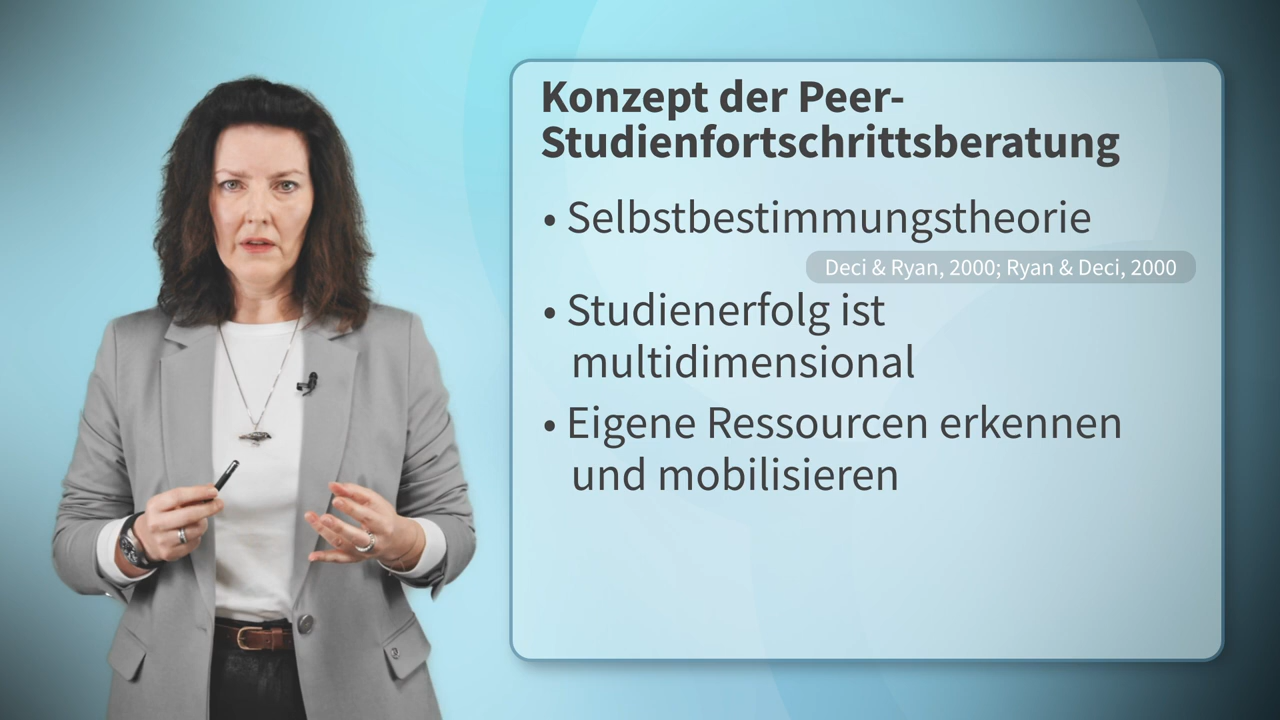 Konzept der Peer-
Studienfortschrittsberatung
• Selbstbestimmungstheorie
Deci & Ryan, 2000; Ryan & Deci, 2000
• Studienerfolg ist
multidimensional
• Eigene Ressourcen erkennen
und mobilisieren